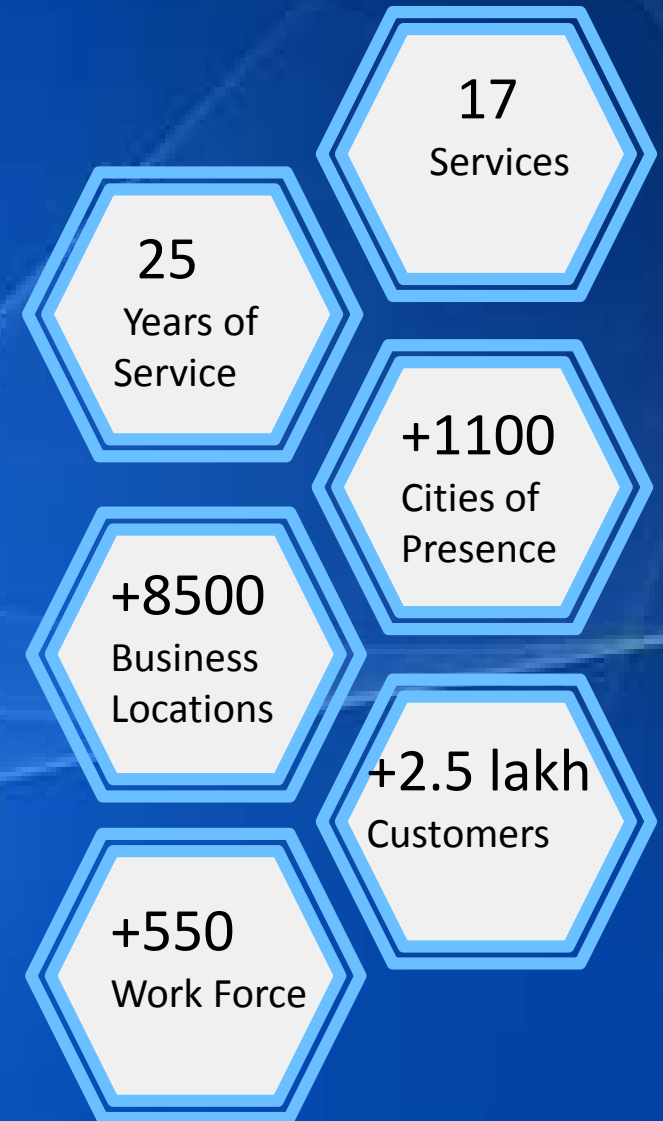 17
Services
25
Years of
Service
+1100
Cities of
Presence
+8500
Business
Locations
+2.5 lakh
Customers
+550
Work Force